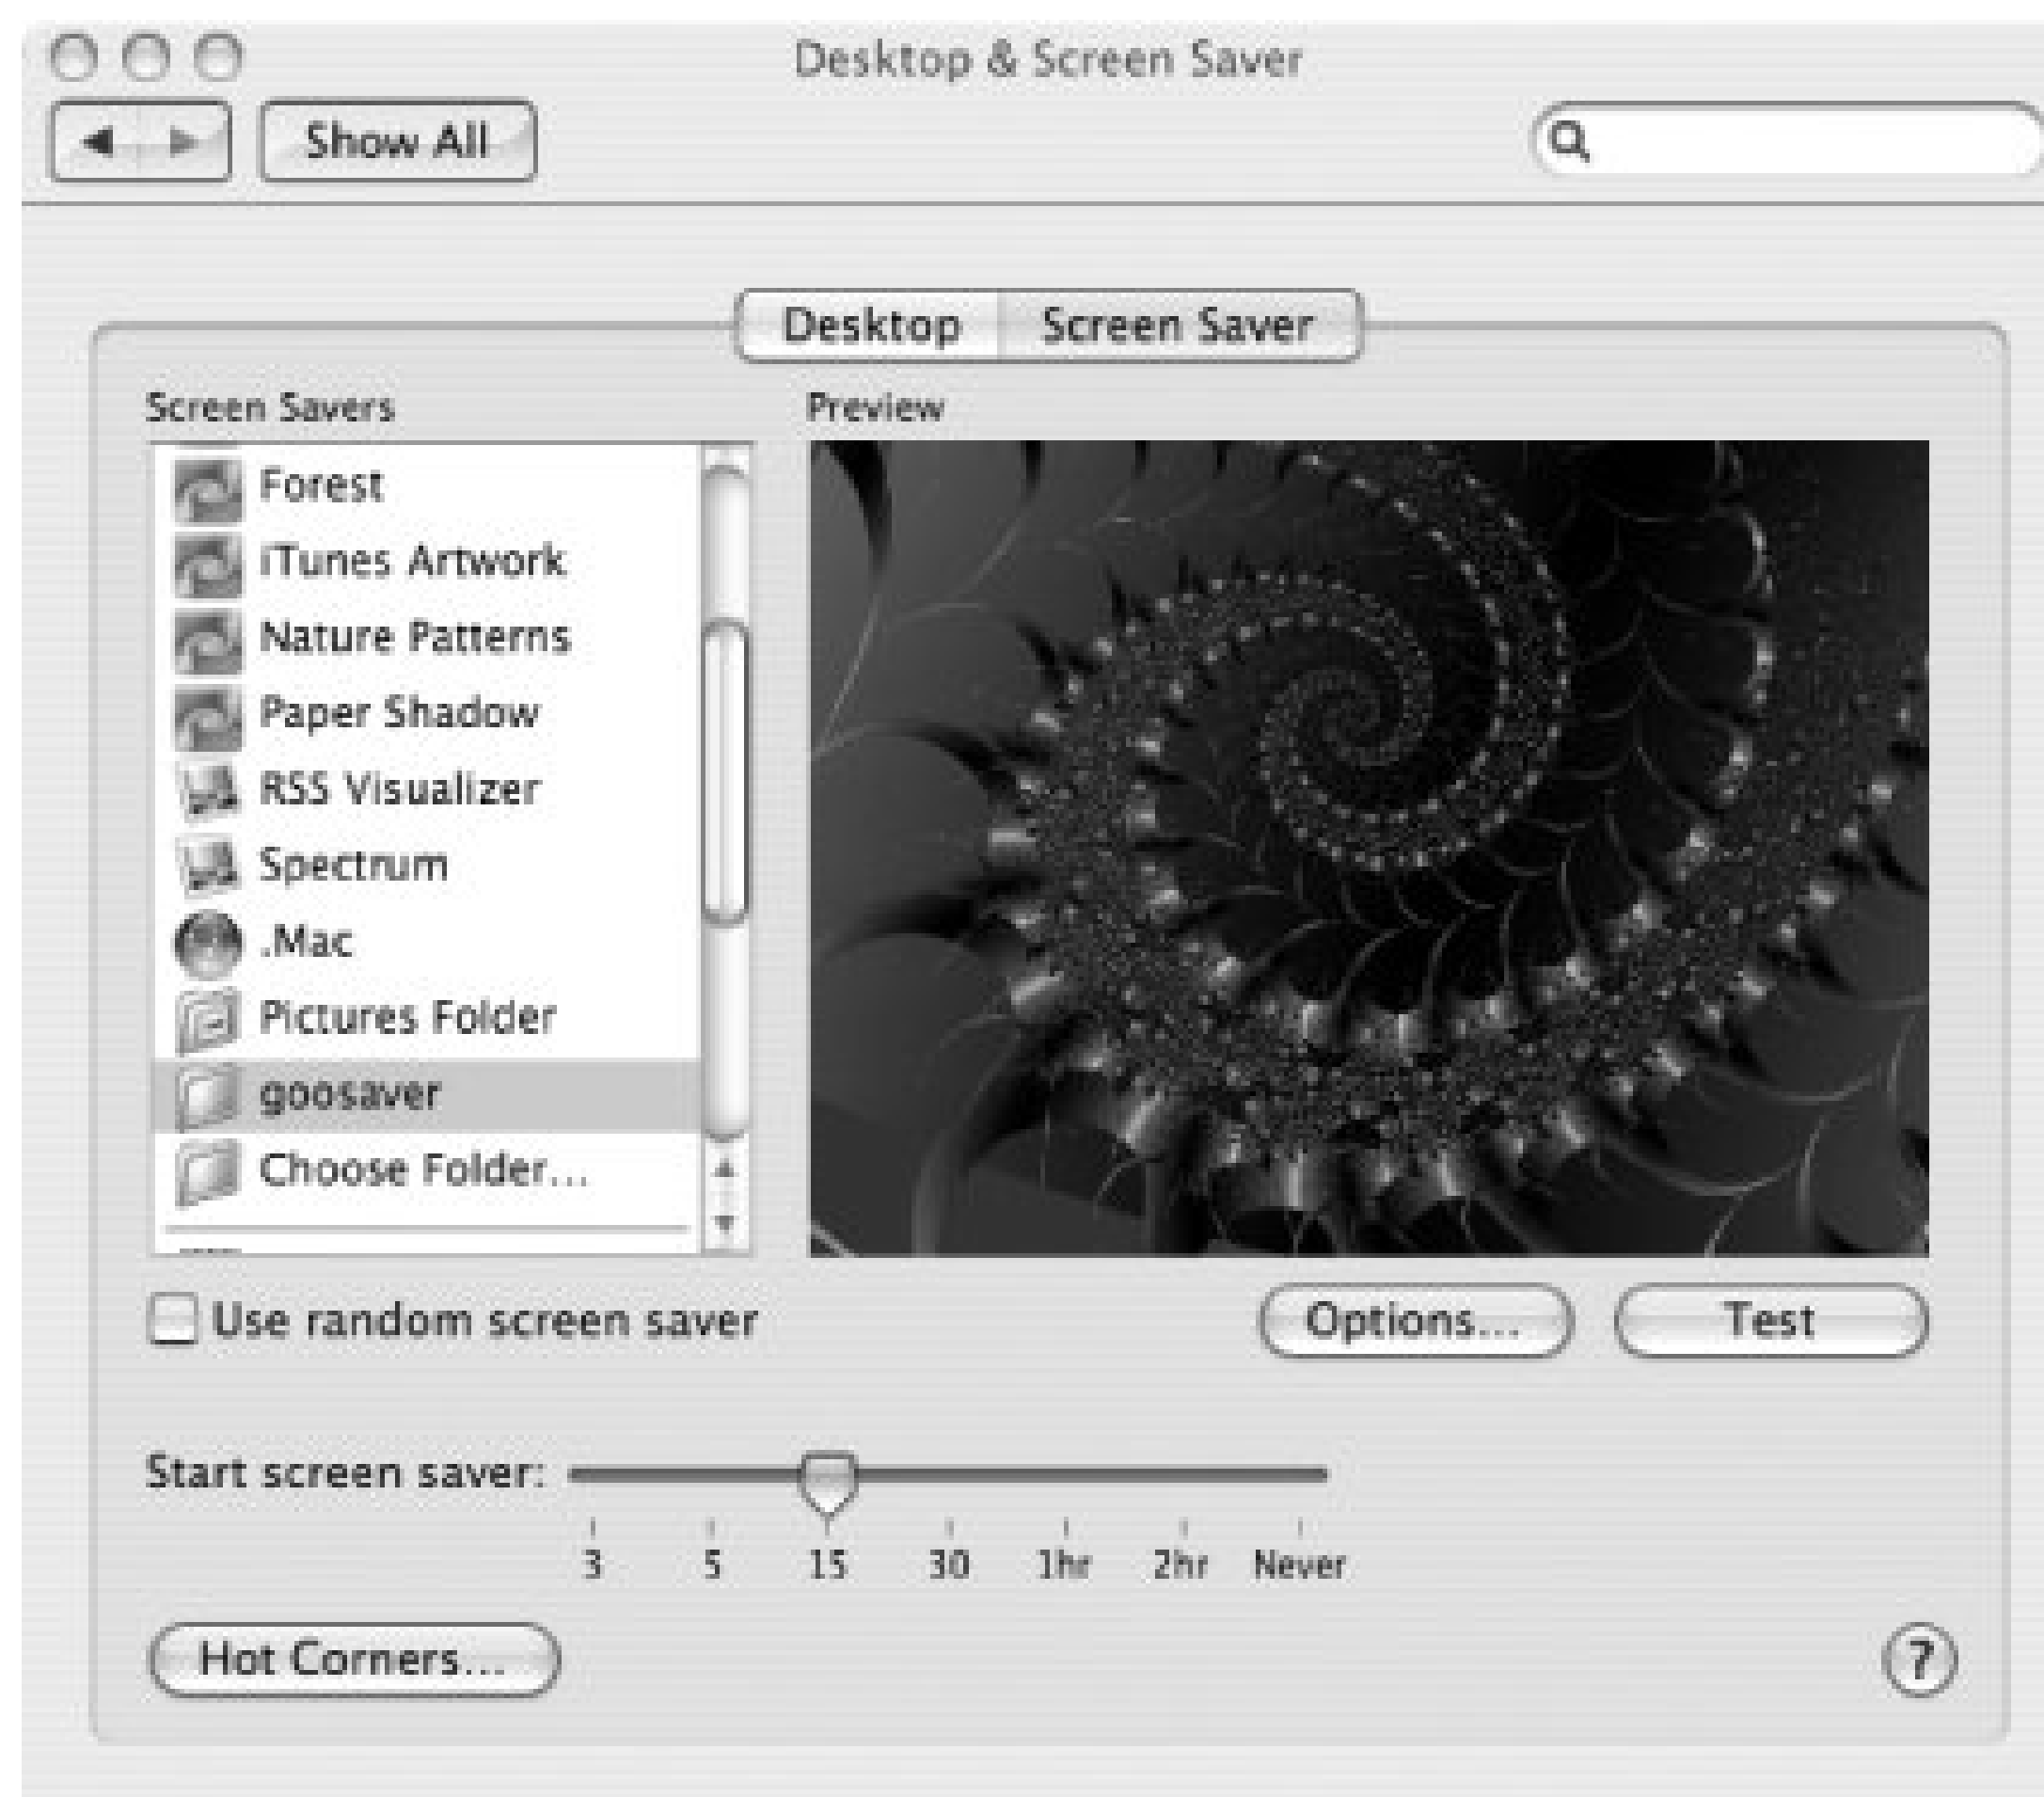 Desktop & Screen Saver
Show All
Desktop Screen Saver
Screen Savers
Preview
Forest
iTunes Artwork
Nature Patterns
Paper Shadow
RSS Visualizer
Spectrum
.Mac
Pictures Folder
goosaver
Choose Folder...
Use random screen saver
Options...
Test
Start screen saver:
3 5 15 30 1hr 2hr Never
Hot Corners...
?